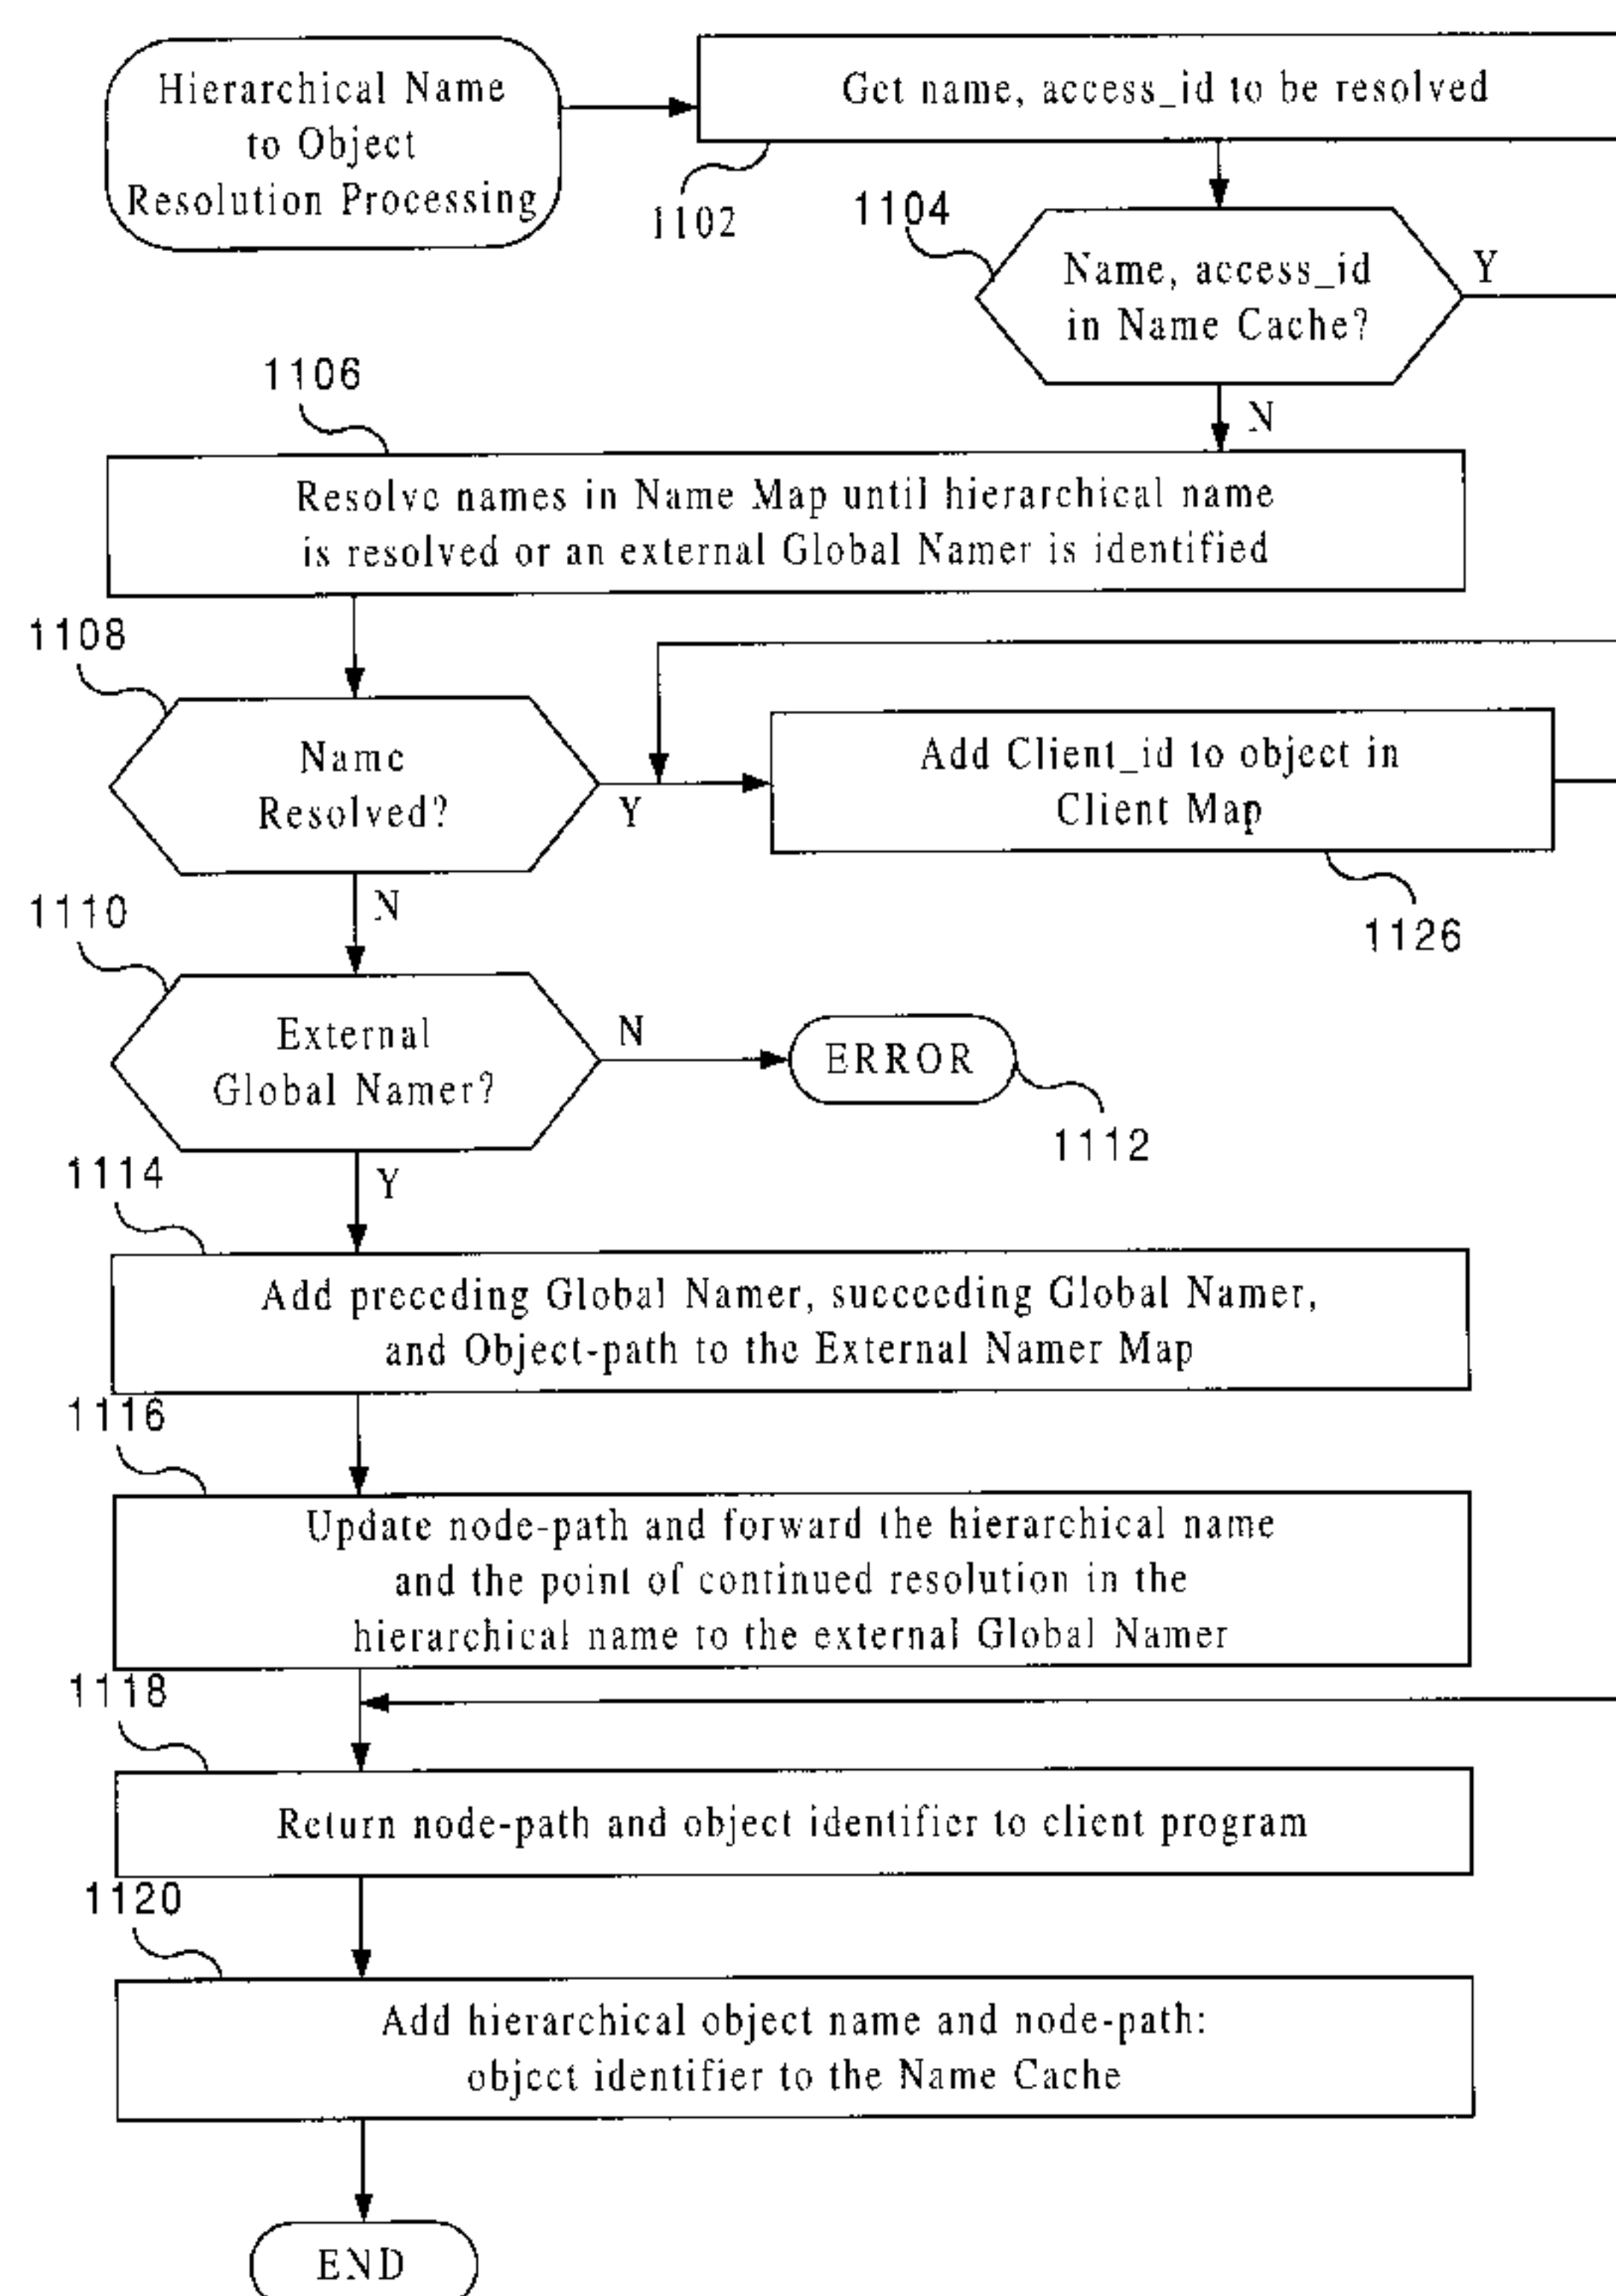 Hierarchical Name
to Object
Resolution Processing
Get name, access_id to be resolved
1102
1104
Name, access_id
in Name Cache?
Y
N
1106
Resolve names in Name Map until hierarchical name
is resolved or an external Global Namer is identified
1108
Name
Resolved?
Y
Add Client_id to object in
Client Map
1126
N
1110
External
Global Namer?
N
ERROR
1112
Y
1114
Add preceding Global Namer, succeeding Global Namer,
and Object-path to the External Namer Map
1116
Update node-path and forward the hierarchical name
and the point of continued resolution in the
hierarchical name to the external Global Namer
1118
Return node-path and object identifier to client program
1120
Add hierarchical object name and node-path:
object identifier to the Name Cache
END